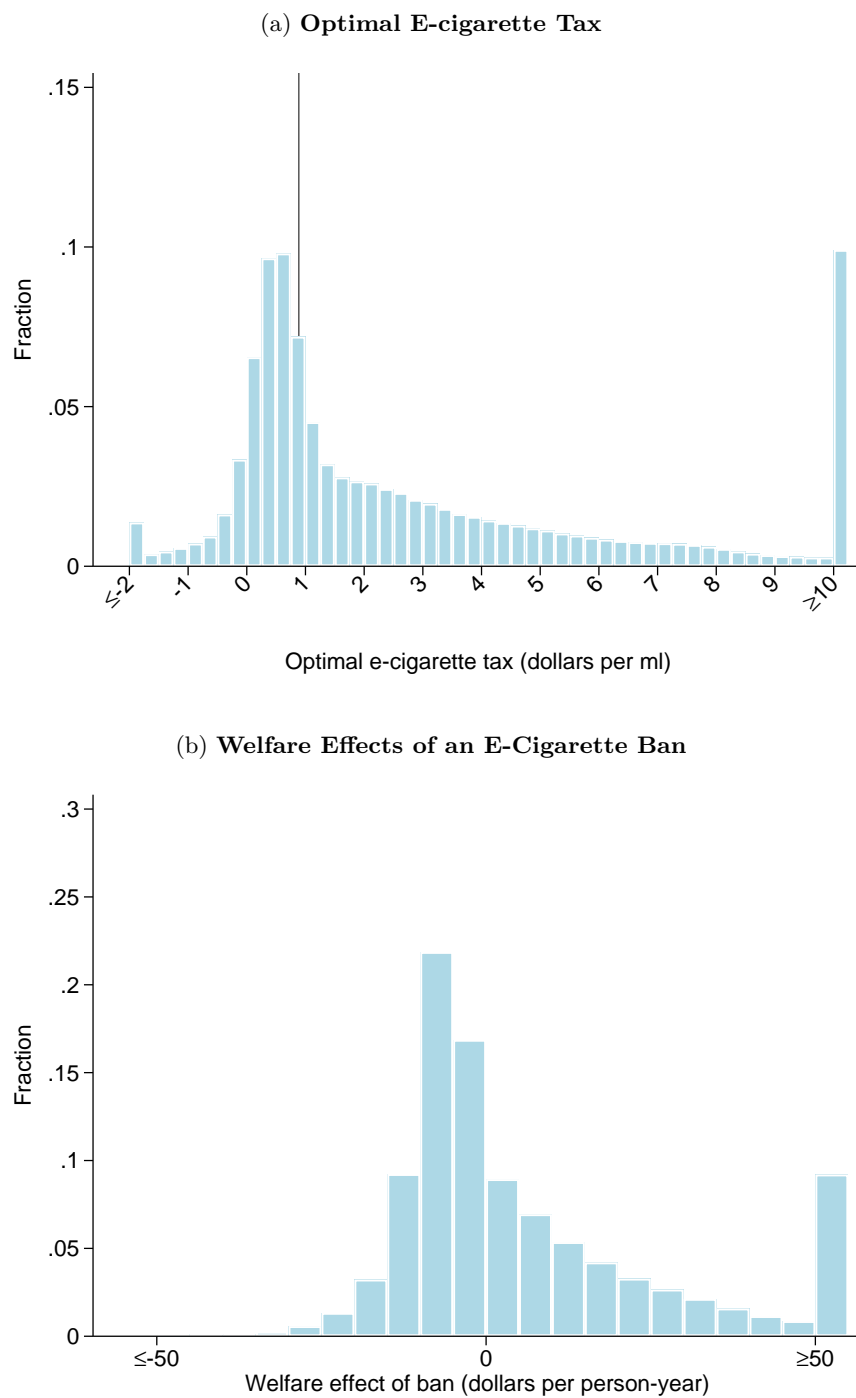 (a) Optimal E-cigarette Tax
.15
.1
.05
0
Fraction
≤-2 -1 0 1 2 3 4 5 6 7 8 9 ≥10
Optimal e-cigarette tax (dollars per ml)
(b) Welfare Effects of an E-Cigarette Ban
.3
.25
.2
.15
.1
.05
0
Fraction
≤-50 0 ≥50
Welfare effect of ban (dollars per person-year)